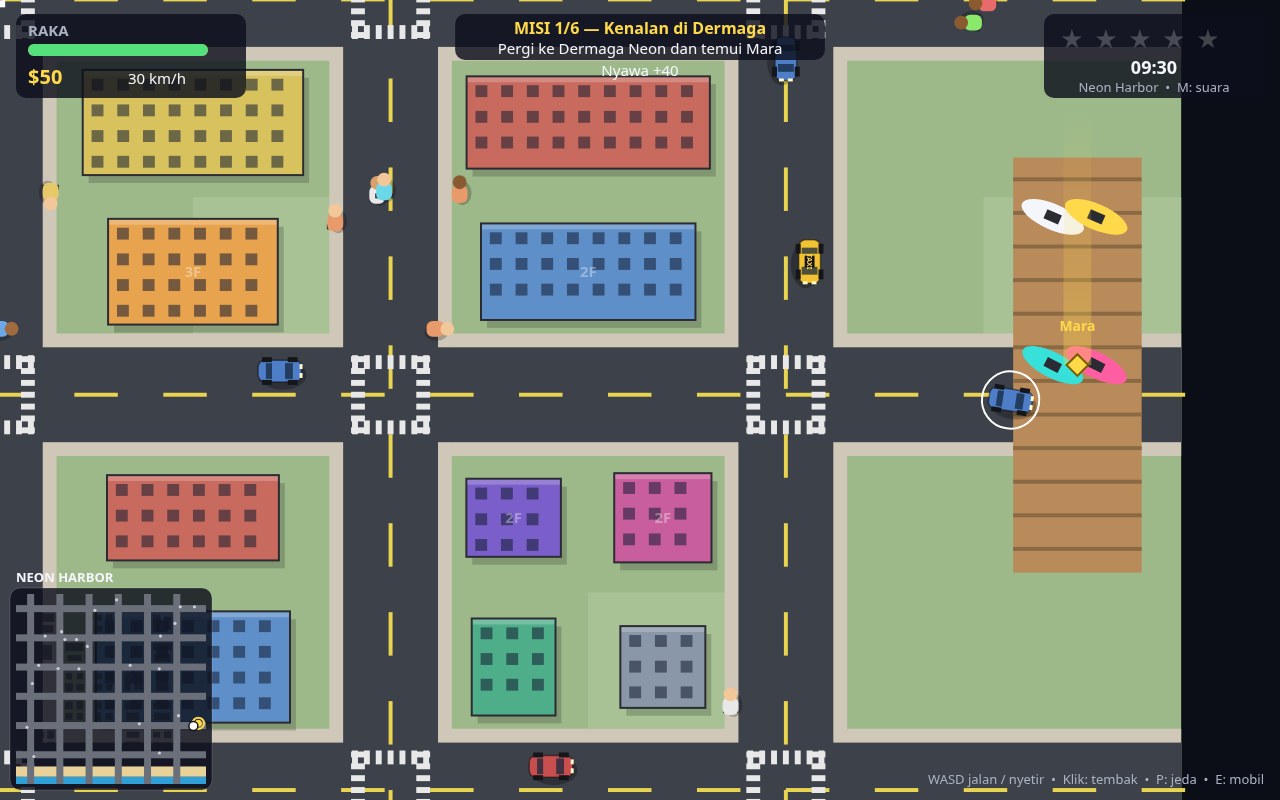 RAKA
$50 30 km/h
MISI 1/6 — Kenalan di Dermaga
Pergi ke Dermaga Neon dan temui Mara
Nyawa +40
★ ★ ★ ★ ★
09:30
Neon Harbor • M: suara
3F
2F
TAXI
Mara
2F
2F
NEON HARBOR
WASD jalan / nyetir • Klik: tembak • P: jeda • E: mobil